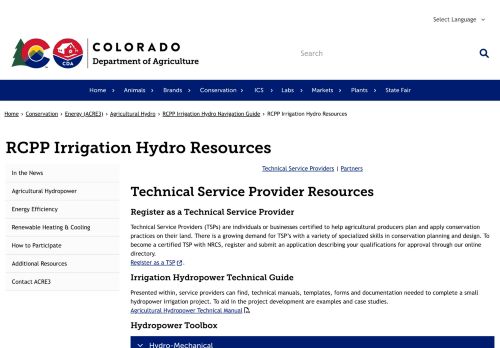 Select Language
CDA
COLORADO
Department of Agriculture
Search
Home › Animals › Brands › Conservation › ICS › Labs › Markets › Plants › State Fair
Home › Conservation › Energy (ACRE3) › Agricultural Hydro › RCPP Irrigation Hydro Navigation Guide › RCPP Irrigation Hydro Resources
RCPP Irrigation Hydro Resources
In the News
Agricultural Hydropower
Energy Efficiency
Renewable Heating & Cooling
How to Participate
Additional Resources
Contact ACRE3
Technical Service Providers | Partners
Technical Service Provider Resources
Register as a Technical Service Provider
Technical Service Providers (TSPs) are individuals or businesses certified to help agricultural producers plan and apply conservation
practices on their land. There is a growing demand for TSP's with a variety of specialized skills in conservation planning and design. To
become a certified TSP with NRCS, register and submit an application describing your qualifications for approval through our online
directory.
Register as a TSP.
Irrigation Hydropower Technical Guide
Presented within, service providers can find, technical manuals, templates, forms and documentation needed to complete a small
hydropower irrigation project. To aid in the project development are examples and case studies.
Agricultural Hydropower Technical Manual
Hydropower Toolbox
Hydro-Mechanical